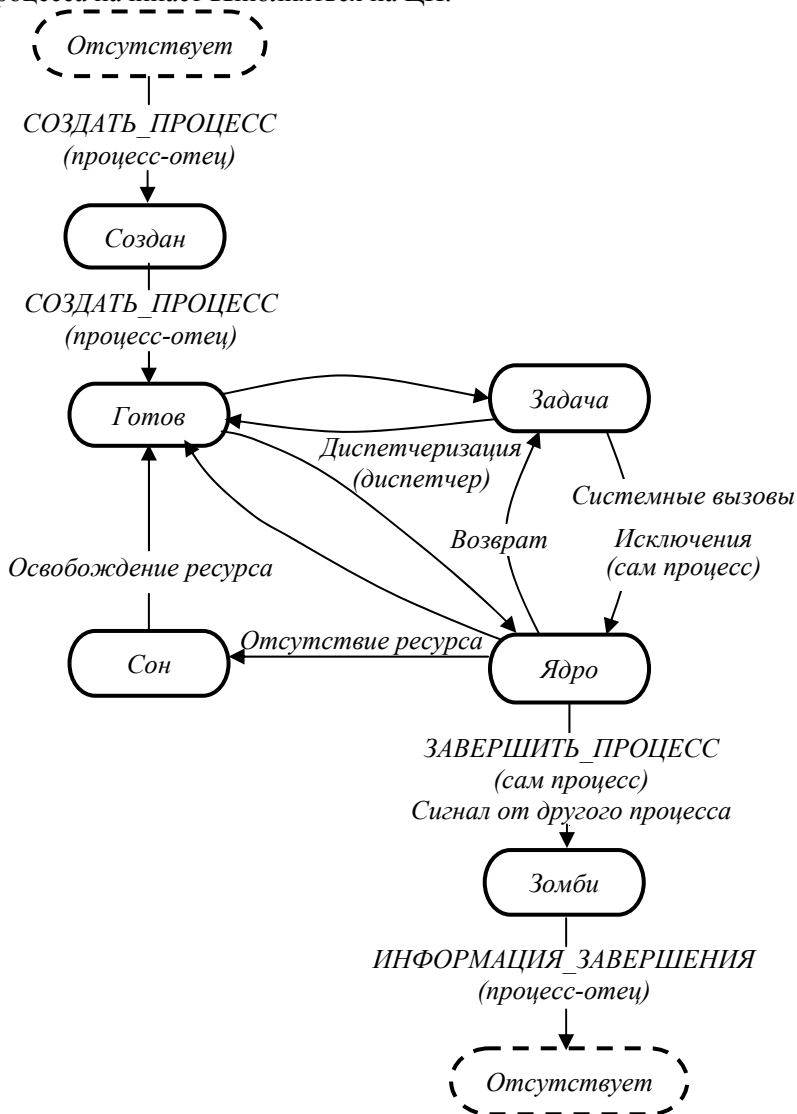 Отсутствует
СОЗДАТЬ_ПРОЦЕСС
(процесс-отец)
Создан
СОЗДАТЬ_ПРОЦЕСС
(процесс-отец)
Готов
Задача
Диспетчеризация
(диспетчер)
Системные вызовы
Возврат
Исключения
(сам процесс)
Освобождение ресурса
Отсутствие ресурса
Сон
Ядро
ЗАВЕРШИТЬ_ПРОЦЕСС
(сам процесс)
Сигнал от другого процесса
Зомби
ИНФОРМАЦИЯ_ЗАВЕРШЕНИЯ
(процесс-отец)
Отсутствует